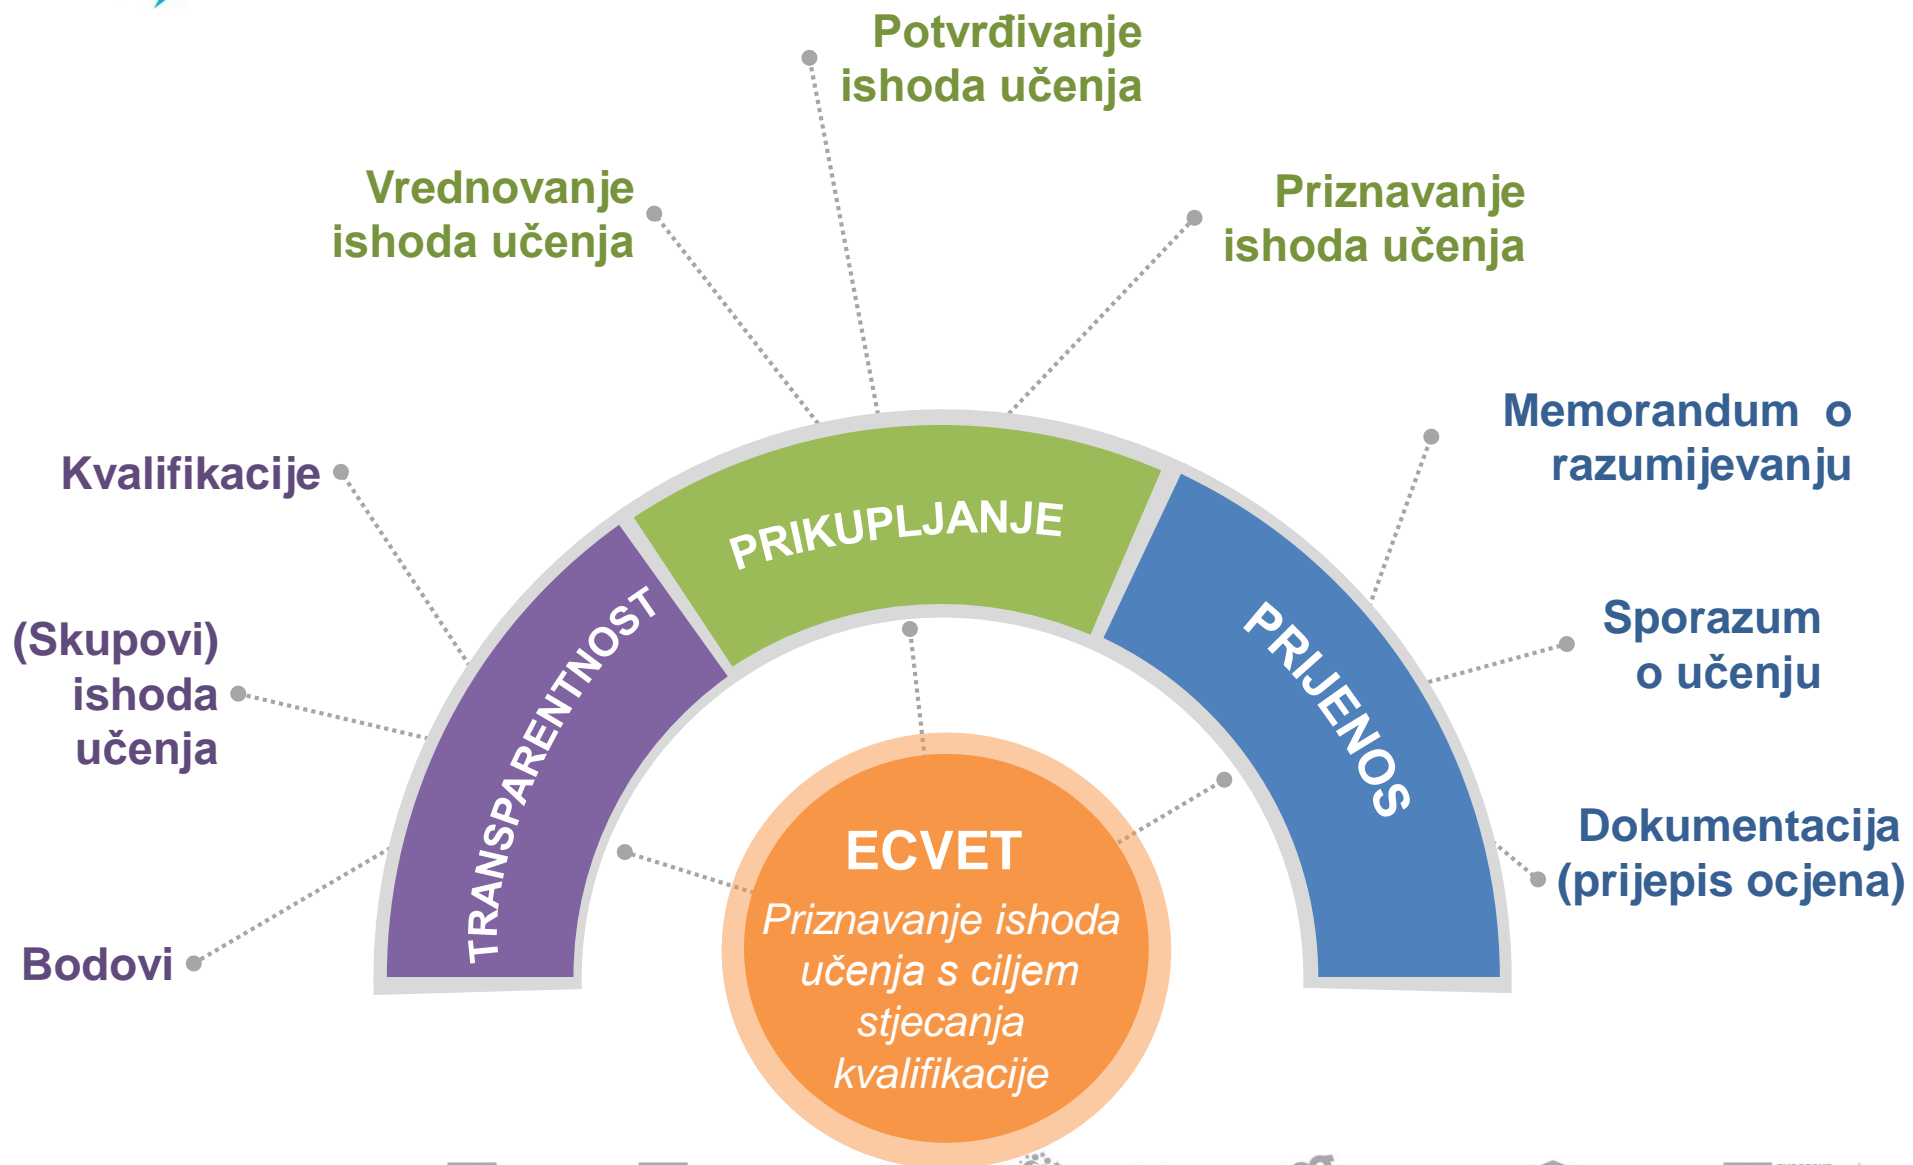 Potvrđivanje
ishoda učenja
Vrednovanje
ishoda učenja
Priznavanje
ishoda učenja
Memorandum o
razumijevanju
Kvalifikacije
PRIKUPLJANJE
TRANSPARENTNOST
PRIJENOS
(Skupovi)
ishoda
učenja
Sporazum
o učenju
Dokumentacija
(prijepis ocjena)
Bodovi
ECVET
Priznavanje ishoda
učenja s ciljem
stjecanja
kvalifikacije